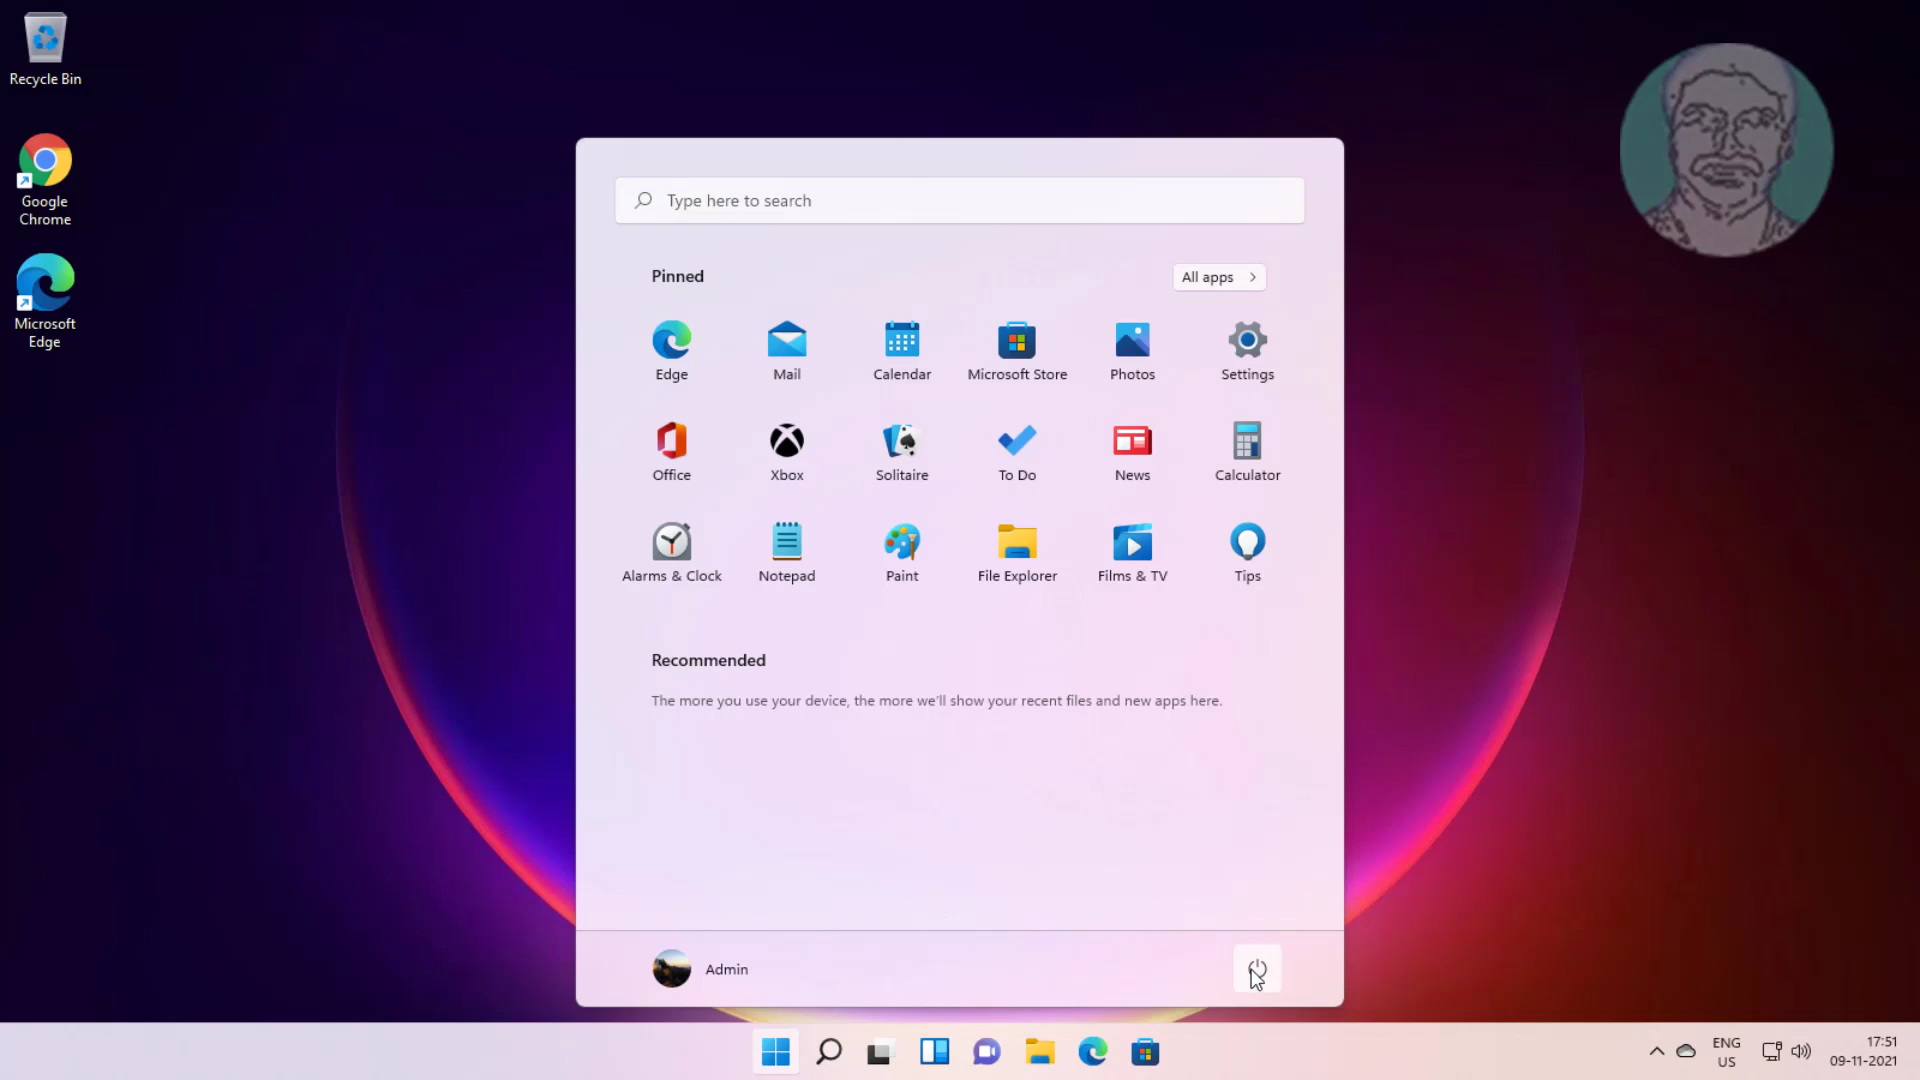 Recycle Bin
Google
Chrome
Microsoft
Edge
Type here to search
Pinned
All apps
Edge
Mail
Calendar
Microsoft Store
Photos
Settings
Office
Xbox
Solitaire
To Do
News
Calculator
Alarms & Clock
Notepad
Paint
File Explorer
Films & TV
Tips
Recommended
The more you use your device, the more we'll show your recent files and new apps here.
Admin
ENG
US
17:51
09-11-2021